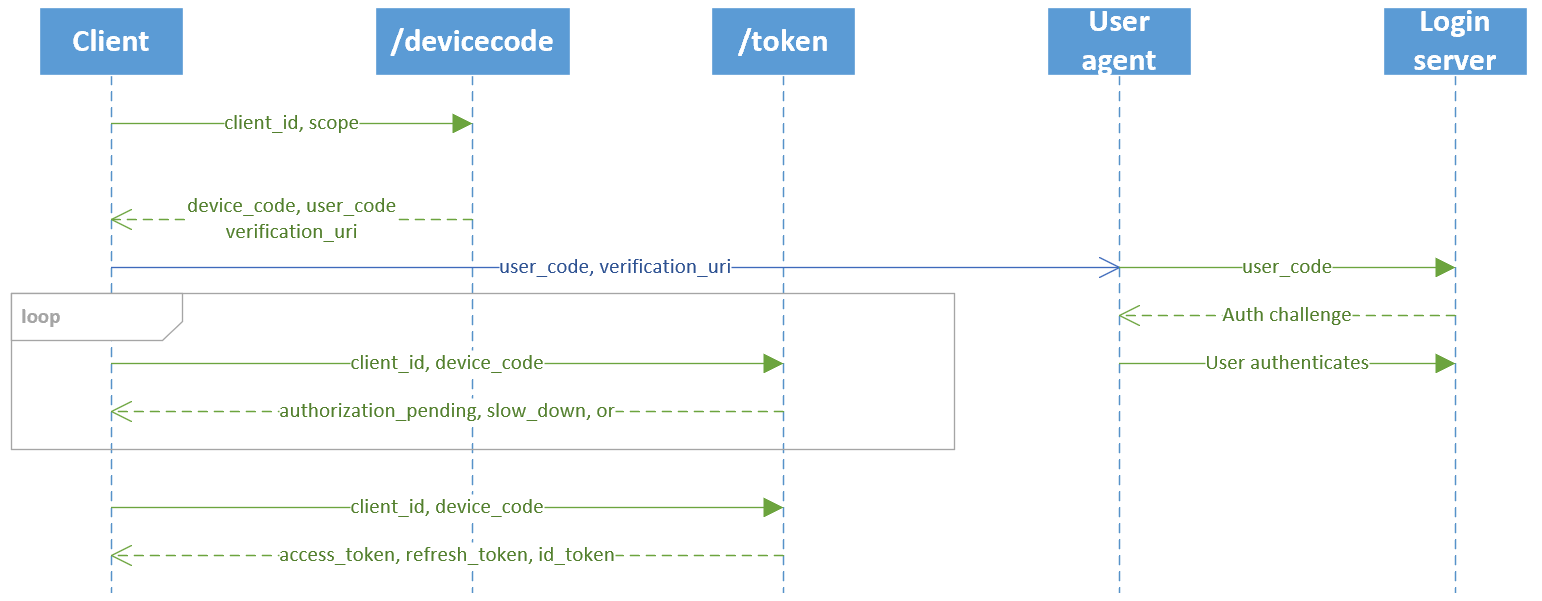 Client
/devicecode
/token
User
agent
Login
server
client_id, scope
device_code, user_code
verification_uri
user_code, verification_uri
user_code
loop
Auth challenge
client_id, device_code
User authenticates
authorization_pending, slow_down, or
client_id, device_code
access_token, refresh_token, id_token